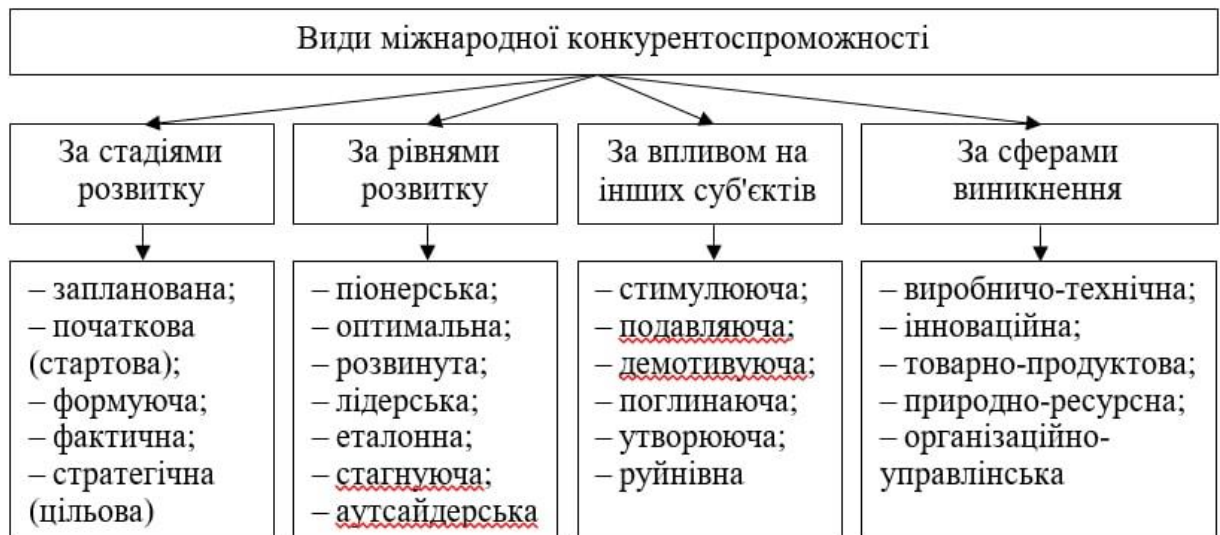 Види міжнародної конкурентоспроможності
За стадіями
розвитку
За рівнями
розвитку
За впливом на
інших суб'єктів
За сферами
виникнення
– запланована;
– початкова
(стартова);
– формуюча;
– фактична;
– стратегічна
(цільова)
– піонерська;
– оптимальна;
– розвинута;
– лідерська;
– еталонна;
– стагнуюча;
– аутсайдерська
– стимулююча;
– подавляюча;
– демотивуюча;
– поглинаюча;
– утворююча;
– руйнівна
– виробничо-технічна;
– інноваційна;
– товарно-продуктова;
– природно-ресурсна;
– організаційно-
управлінська